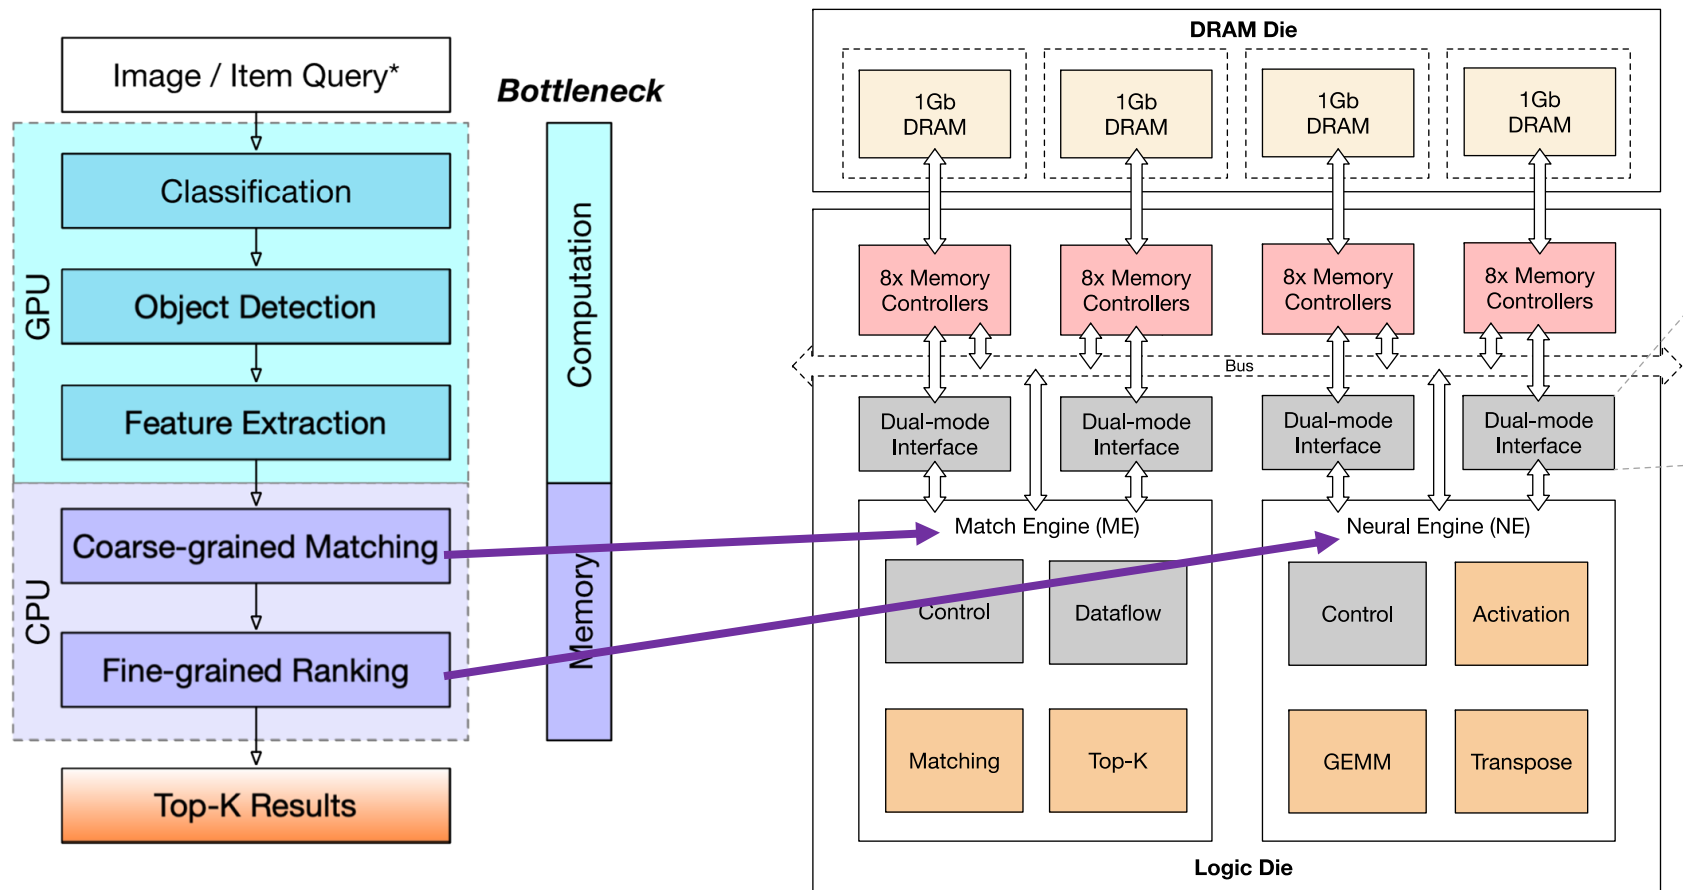 Image / Item Query*
Bottleneck
GPU
Classification
Object Detection
Feature Extraction
Computation
CPU
Coarse-grained Matching
Fine-grained Ranking
Memory
Top-K Results
DRAM Die
1Gb
DRAM
1Gb
DRAM
1Gb
DRAM
1Gb
DRAM
8x Memory
Controllers
8x Memory
Controllers
8x Memory
Controllers
8x Memory
Controllers
Bus
Dual-mode
Interface
Dual-mode
Interface
Dual-mode
Interface
Dual-mode
Interface
Match Engine (ME)
Control
Dataflow
Matching
Top-K
Neural Engine (NE)
Control
Activation
GEMM
Transpose
Logic Die